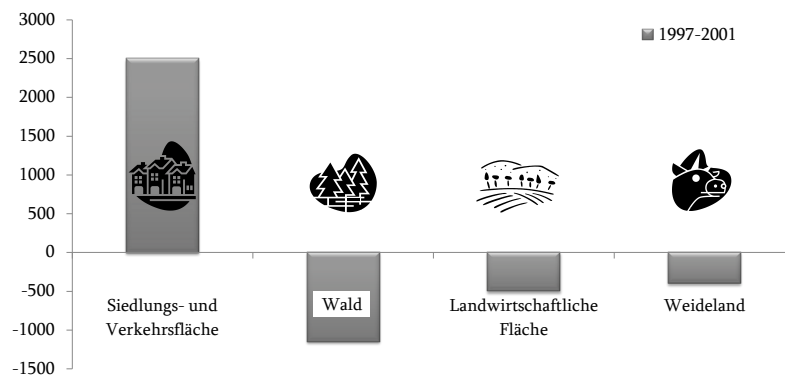 3000
2500
2000
1500
1000
500
0
-500
-1000
-1500
1997-2001
Siedlungs- und
Verkehrsfläche
Wald
Landwirtschaftliche
Fläche
Weideland